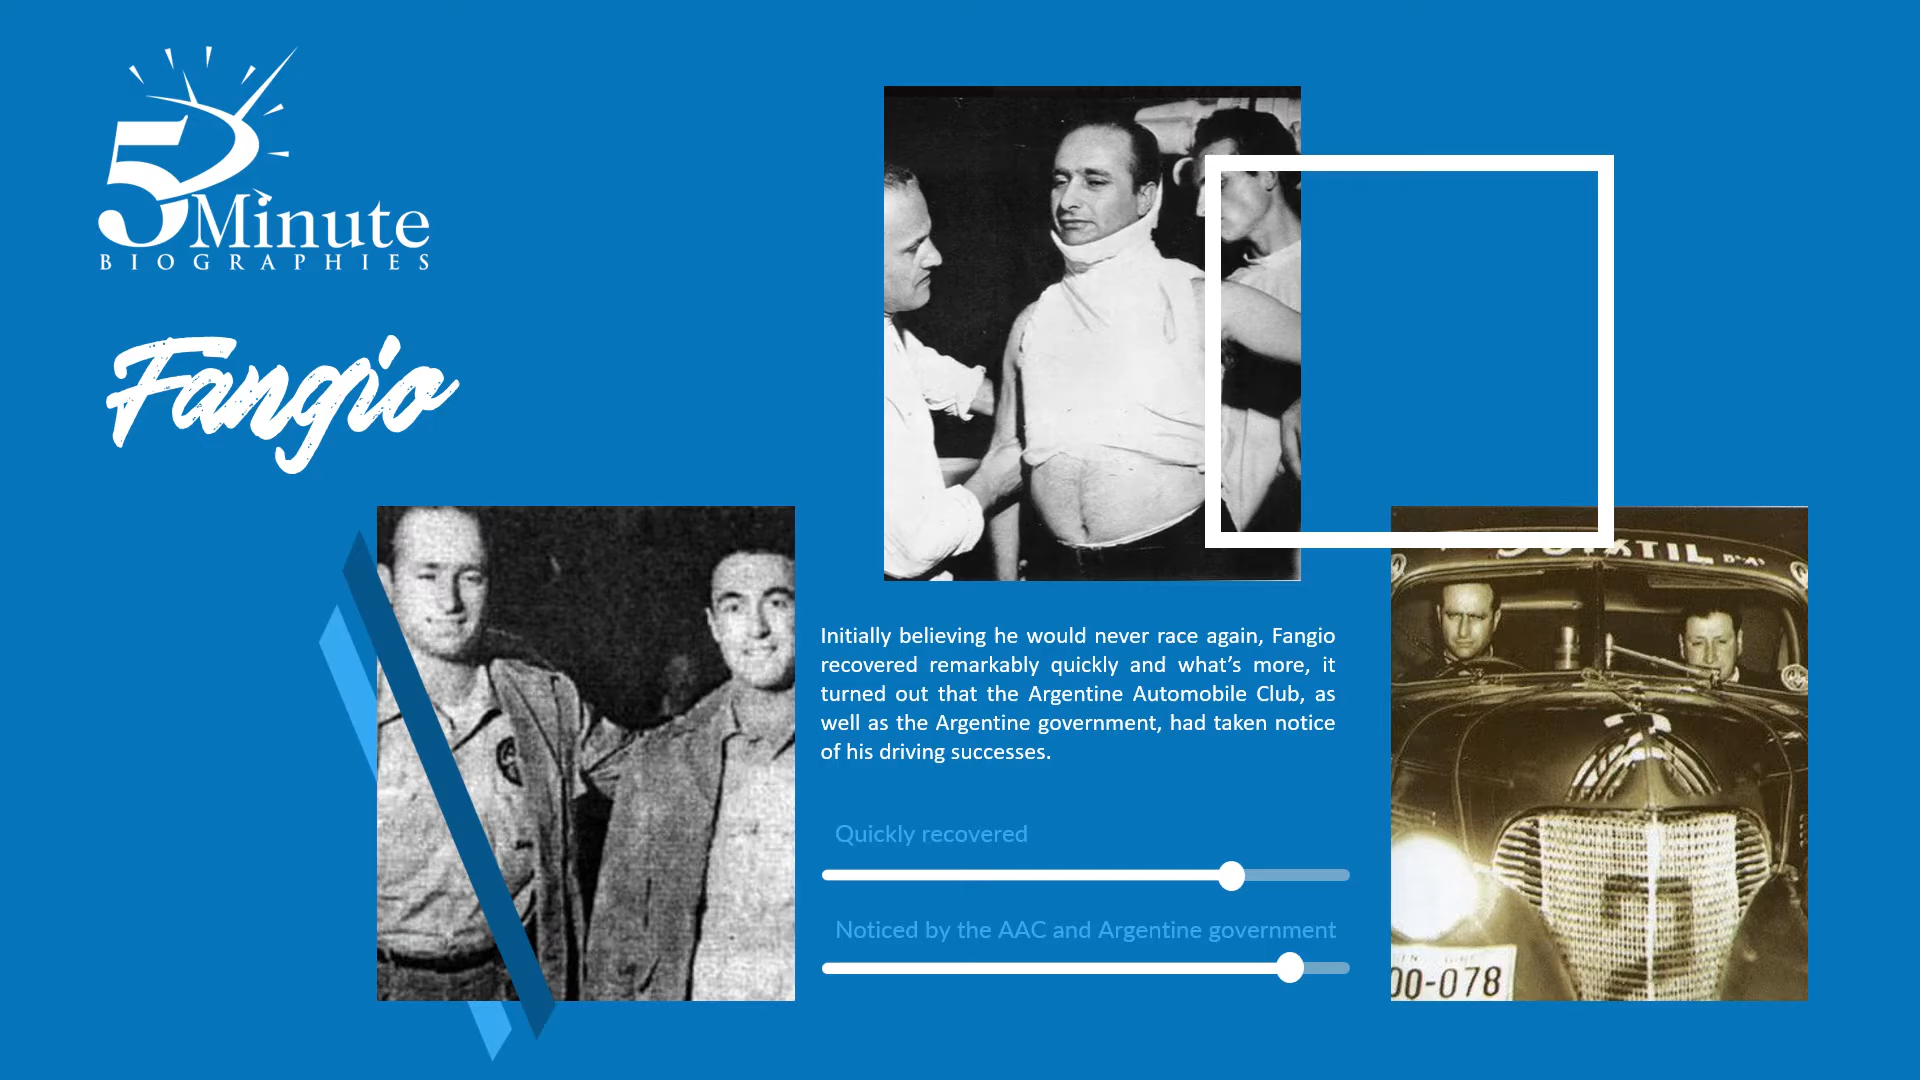 5 Minute
BIOGRAPHIES
Fangio
Initially believing he would never race again, Fangio
recovered remarkably quickly and what's more, it
turned out that the Argentine Automobile Club, as
well as the Argentine government, had taken notice
of his driving successes.
Quickly recovered
Noticed by the AAC and Argentine government
00-078